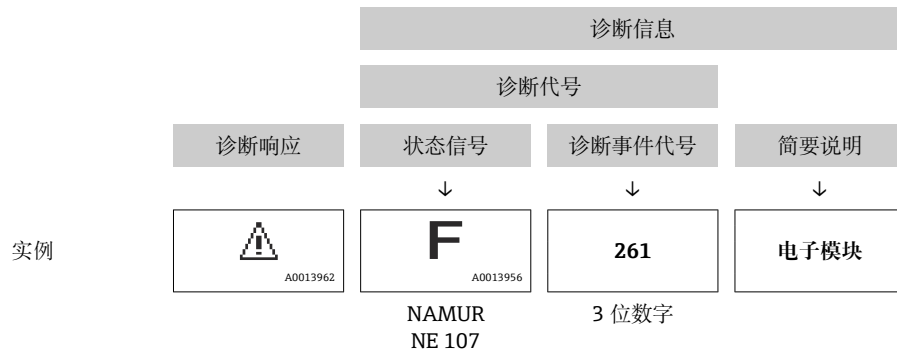 诊断信息
诊断代号
诊断响应 状态信号 诊断事件代号 简要说明
↓ ↓ ↓
实例 F 261 电子模块
A0013962 A0013956
NAMUR 3 位数字
NE 107